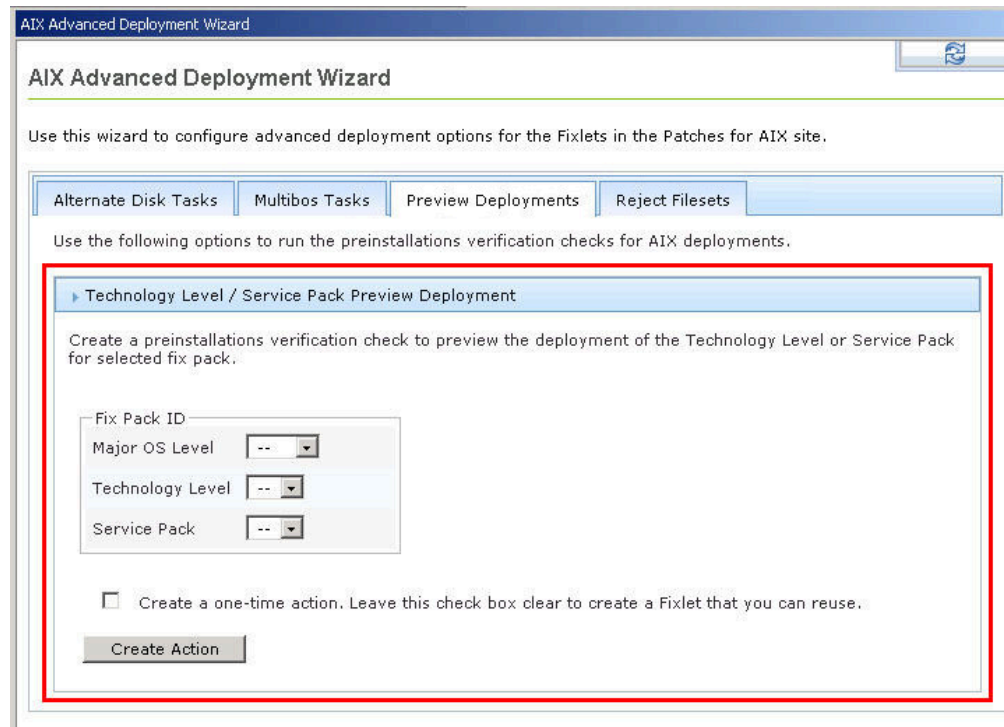 AIX Advanced Deployment Wizard
AIX Advanced Deployment Wizard
Use this wizard to configure advanced deployment options for the Fixlets in the Patches for AIX site.
Alternate Disk Tasks
Multibos Tasks
Preview Deployments
Reject Filesets
Use the following options to run the preinstallations verification checks for AIX deployments.
Technology Level / Service Pack Preview Deployment
Create a preinstallations verification check to preview the deployment of the Technology Level or Service Pack
for selected fix pack.
Fix Pack ID
Major OS Level --
Technology Level --
Service Pack --
Create a one-time action. Leave this check box clear to create a Fixlet that you can reuse.
Create Action